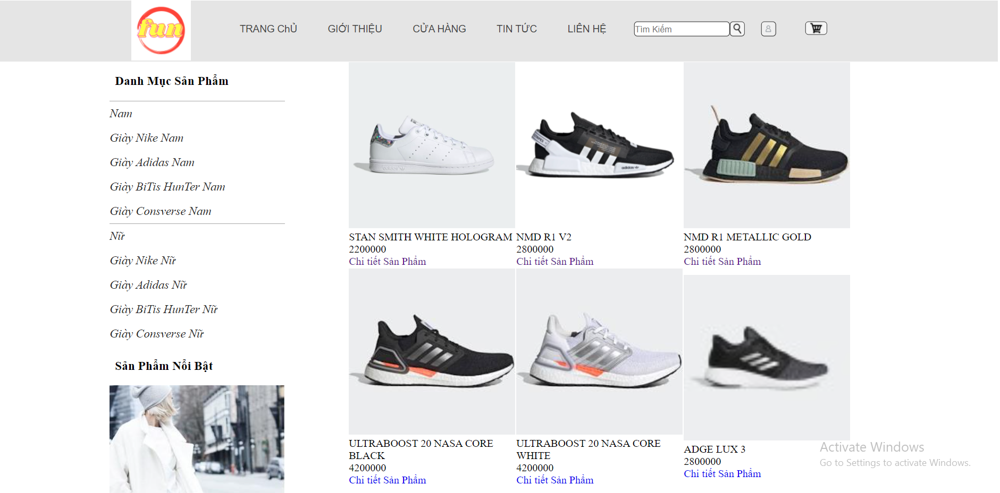 fun
TRANG ChỦ GIỚI THIỆU CỬA HÀNG TIN TỨC LIÊN HỆ Tìm Kiếm
Danh Mục Sản Phẩm
Nam
Giày Nike Nam
Giày Adidas Nam
Giày BiTis HunTer Nam
Giày Consverse Nam
Nữ
Giày Nike Nữ
Giày Adidas Nữ
Giày BiTis HunTer Nữ
Giày Consverse Nữ
Sản Phẩm Nổi Bật
adidas
STAN SMITH WHITE HOLOGRAM
2200000
Chi tiết Sản Phẩm
adidas
NMD R1 V2
2800000
Chi tiết Sản Phẩm
NMD R1 METALLIC GOLD
2800000
Chi tiết Sản Phẩm
ULTRABOOST 20 NASA CORE
BLACK
4200000
Chi tiết Sản Phẩm
ULTRABOOST 20 NASA CORE
WHITE
4200000
Chi tiết Sản Phẩm
ADGE LUX 3
2800000
Chi tiết Sản Phẩm
Activate Windows
Go to Settings to activate Windows.